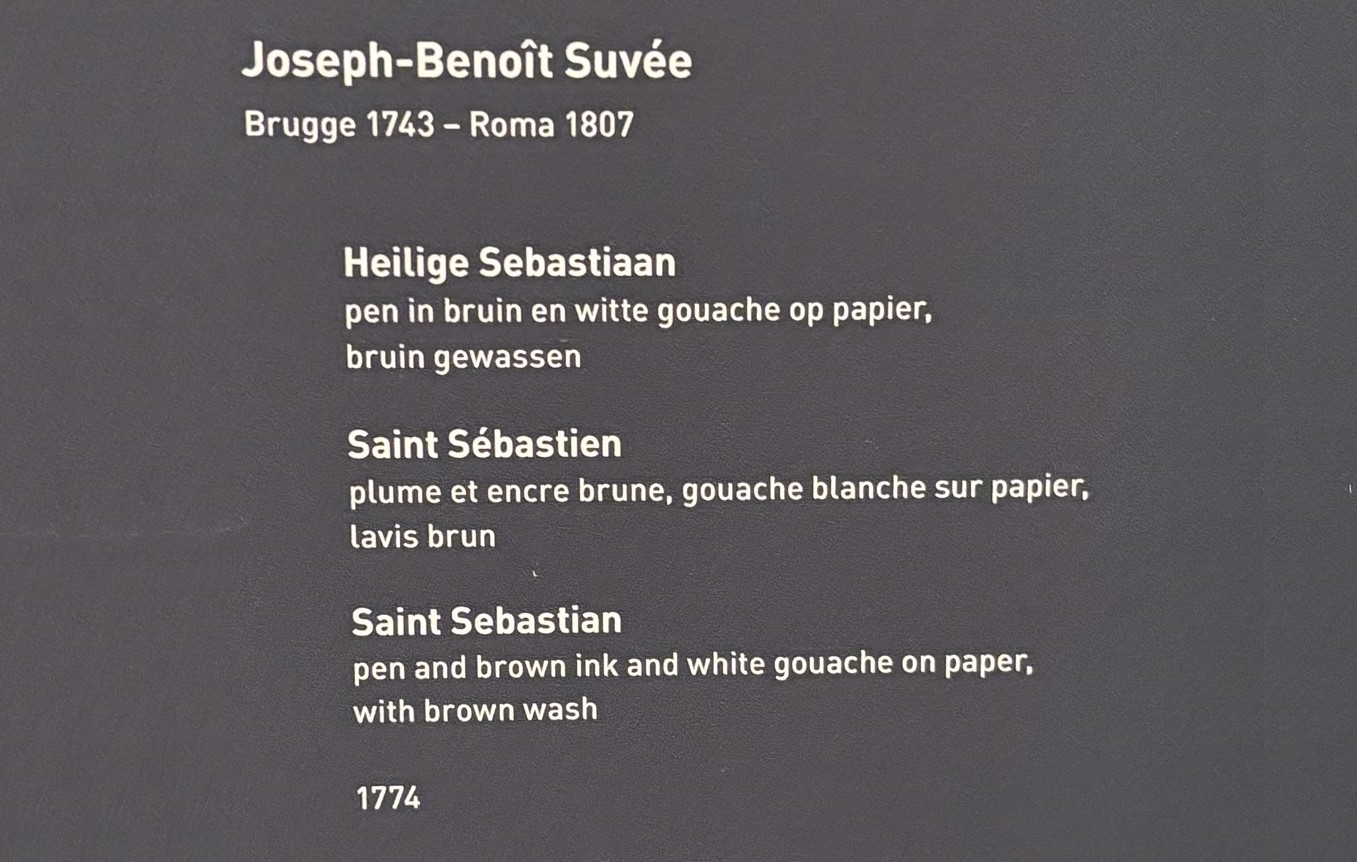 Joseph-Benoît Suvée
Brugge 1743 – Roma 1807
Heilige Sebastiaan
pen in bruin en witte gouache op papier,
bruin gewassen
Saint Sébastien
plume et encre brune, gouache blanche sur papier,
lavis brun
Saint Sebastian
pen and brown ink and white gouache on paper,
with brown wash
1774